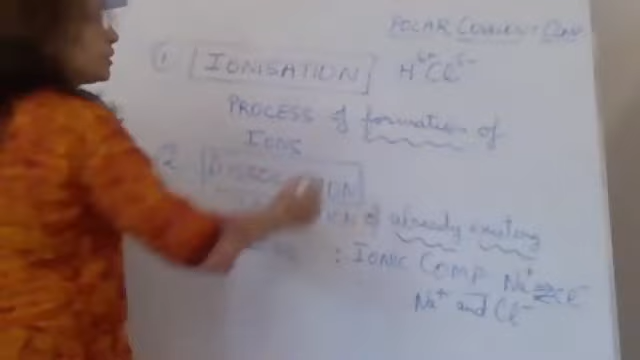 POLAR COVALENT COMP
1. IONISATION H^δ+ Cl^δ-
PROCESS of formation of
IONS
2. DISSOCIATION
of already existing
: IONIC COMP. Na⁺ Cl⁻
Na⁺ and Cl⁻